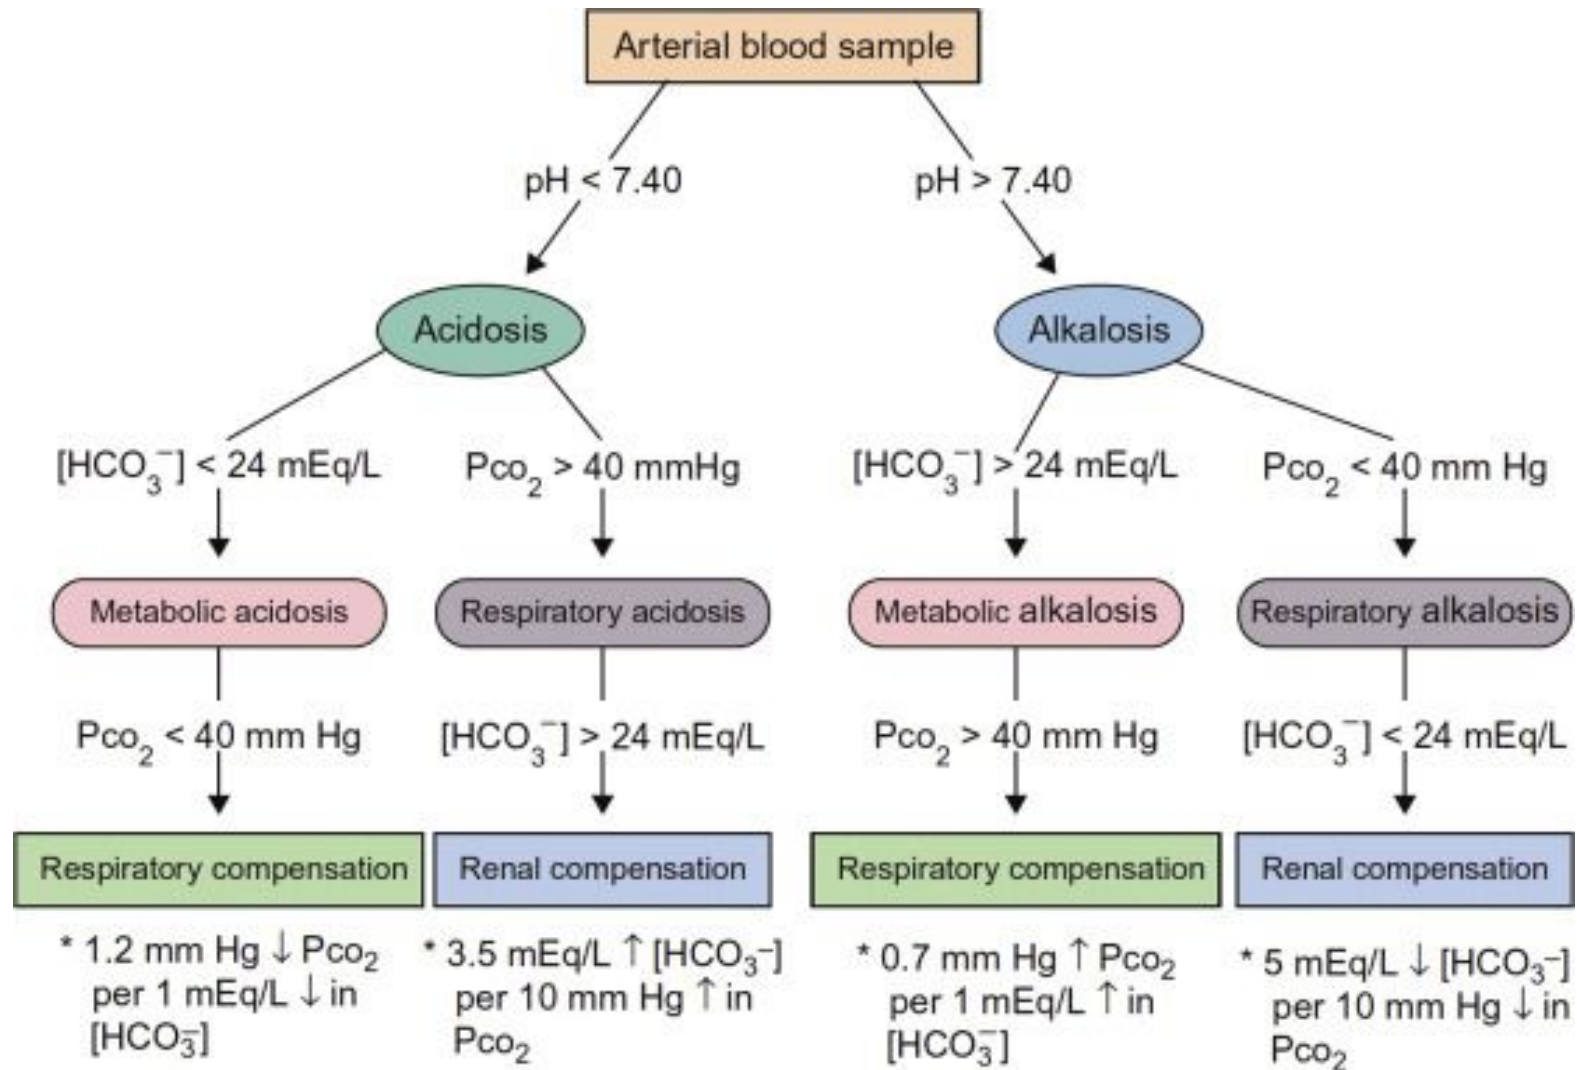 Arterial blood sample
pH < 7.40
pH > 7.40
Acidosis
Alkalosis
[HCO₃⁻] < 24 mEq/L
Pco₂ > 40 mmHg
[HCO₃⁻] > 24 mEq/L
Pco₂ < 40 mm Hg
Metabolic acidosis
Respiratory acidosis
Metabolic alkalosis
Respiratory alkalosis
Pco₂ < 40 mm Hg
[HCO₃⁻] > 24 mEq/L
Pco₂ > 40 mm Hg
[HCO₃⁻] < 24 mEq/L
Respiratory compensation
Renal compensation
Respiratory compensation
Renal compensation
* 1.2 mm Hg ↓ Pco₂
per 1 mEq/L ↓ in
[HCO₃⁻]
* 3.5 mEq/L ↑ [HCO₃⁻]
per 10 mm Hg ↑ in
Pco₂
* 0.7 mm Hg ↑ Pco₂
per 1 mEq/L ↑ in
[HCO₃⁻]
* 5 mEq/L ↓ [HCO₃⁻]
per 10 mm Hg ↓ in
Pco₂